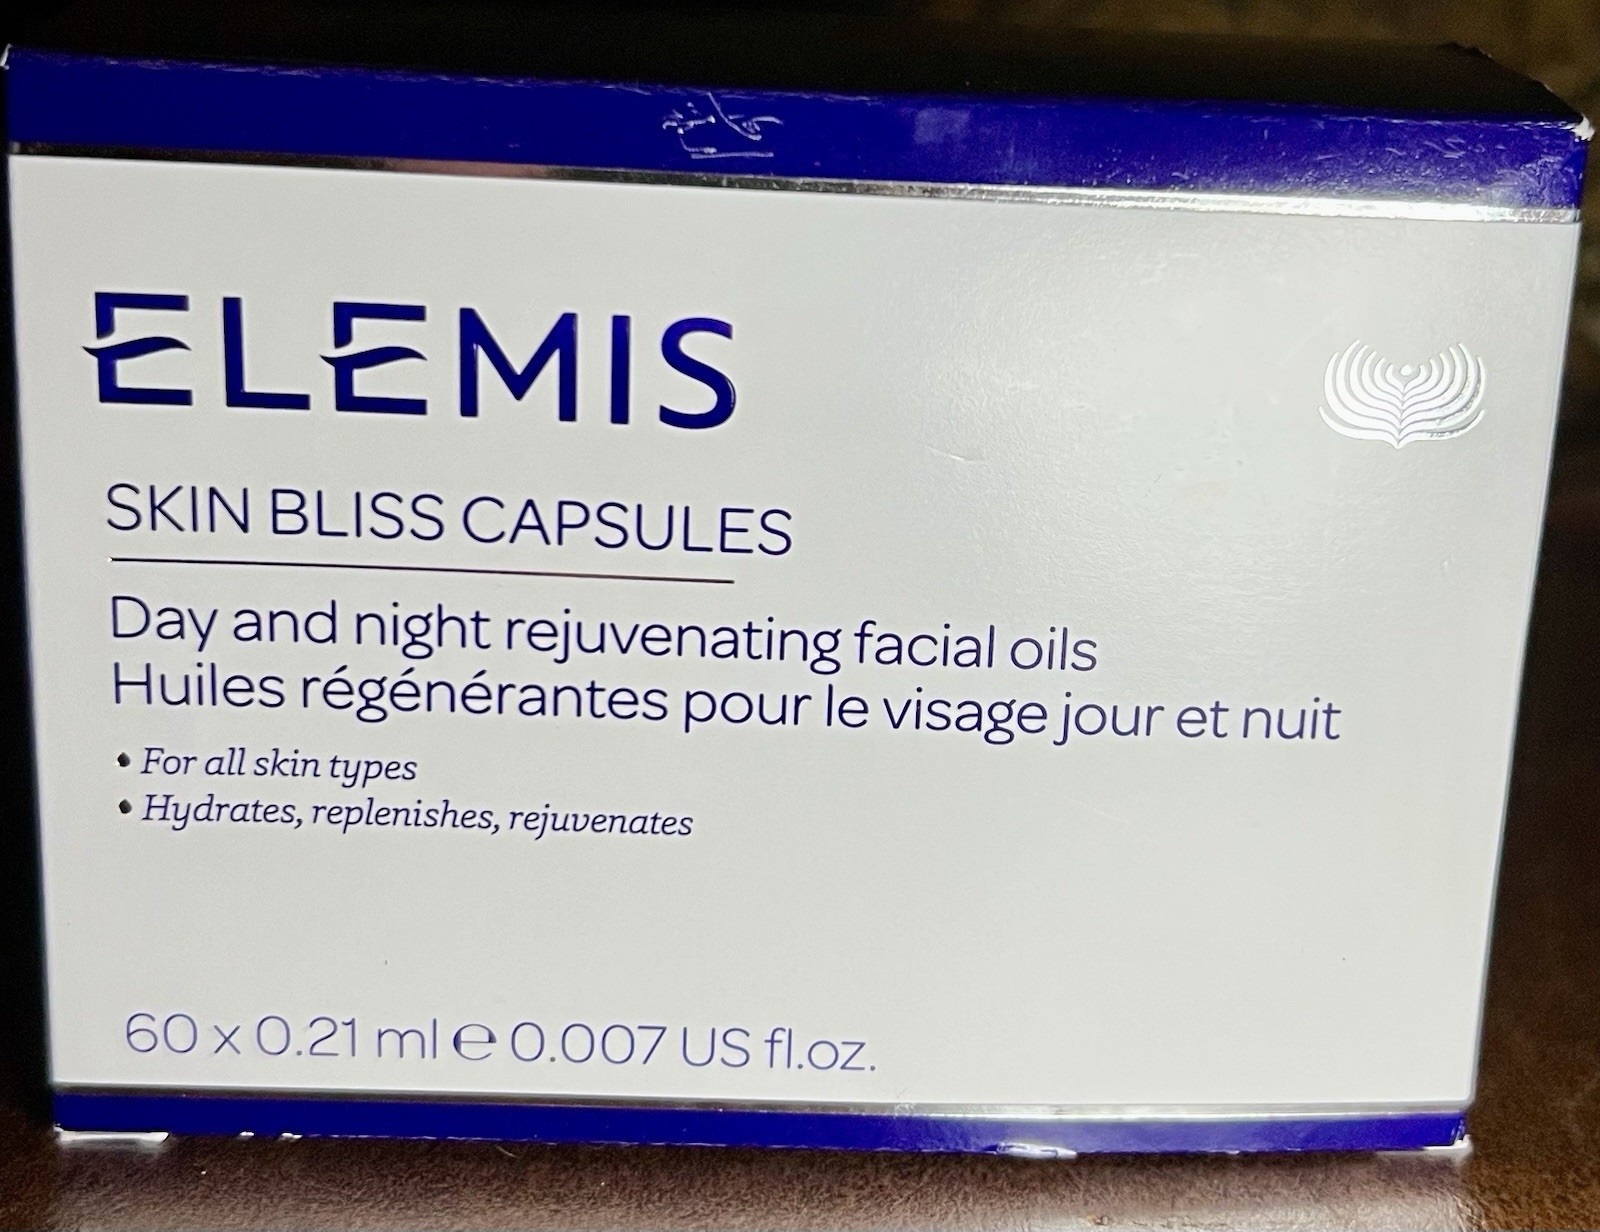 ELEMIS
SKIN BLISS CAPSULES
Day and night rejuvenating facial oils
Huiles régénérantes pour le visage jour et nuit
• For all skin types
• Hydrates, replenishes, rejuvenates
60 x 0.21 ml ℮ 0.007 US fl.oz.